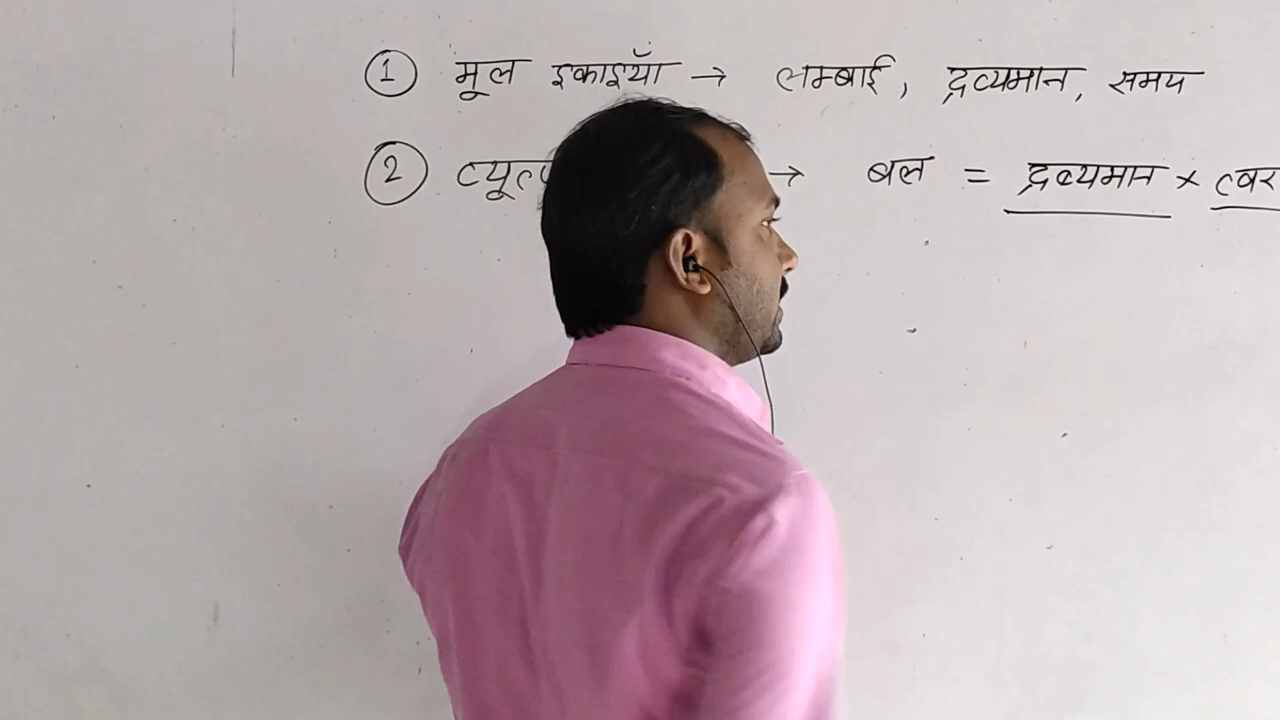 ① मूल इकाइयाँ → लम्बाई, द्रव्यमान, समय
② → बल = द्रव्यमान ×